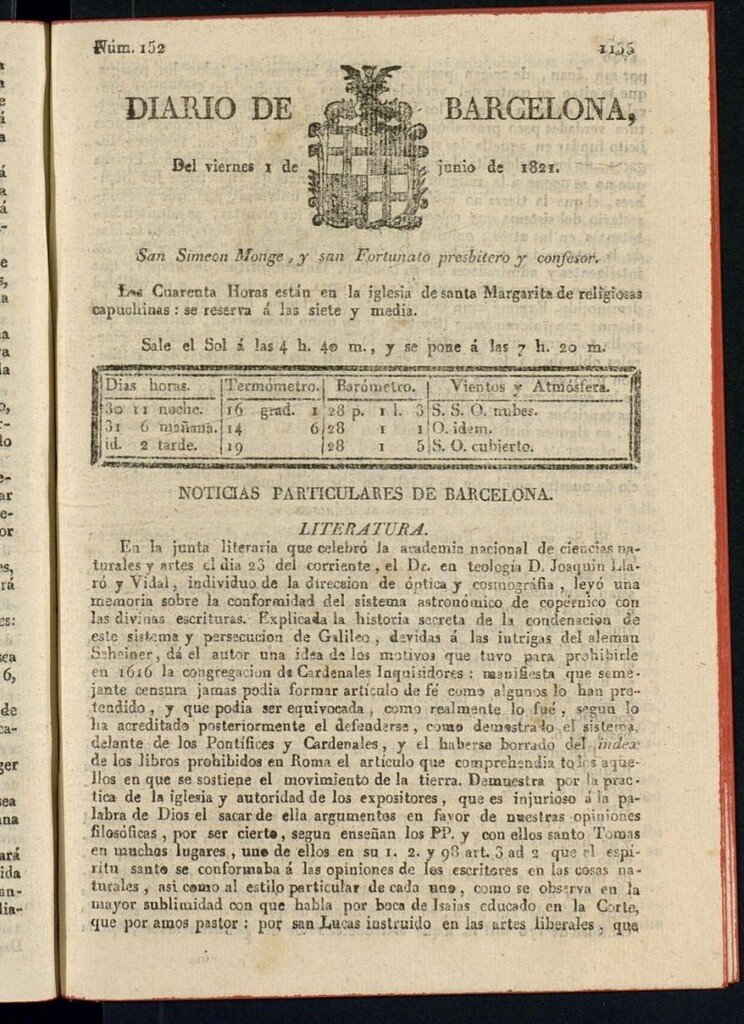 Núm. 152 1135
DIARIO DE BARCELONA,
Del viernes 1 de junio de 1821.
San Simeon Monge, y san Fortunato presbítero y confesor.
Las Cuarenta Horas están en la iglesia de santa Margarita de religiosas
capuchinas: se reserva á las siete y media.
Sale el Sol á las 4 h. 40 m., y se pone á las 7 h. 20 m.
Dias horas. Termómetro. Barómetro. Vientos y Atmósfera.
30 11 noche. 16 grad. 1 28 p. 1 l. 3 S. S. O. nubes.
31 6 mañana. 14 6 28 1 1 O. idem.
id. 2 tarde. 19 28 1 5 S. O. cubierto.
NOTICIAS PARTICULARES DE BARCELONA.
LITERATURA.
En la junta literaria que celebró la academia nacional de ciencias na-
turales y artes el dia 23 del corriente, el Dr. en teología D. Joaquin Lla-
ró y Vidal, individuo de la direccion de óptica y cosmográfia, leyó una
memoria sobre la conformidad del sistema astronómico de copérnico con
las divinas escrituras. Explicada la historia secreta de la condenacion de
este sistema y persecucion de Galileo, devidas á las intrigas del aleman
Scheiner, dá el autor una idea de los motivos que tuvo para prohibirle
en 1616 la congregacion de Cardenales Inquisidores: manifiesta que seme-
jante censura jamas podia formar artículo de fé como algunos lo han pre-
tendido, y que podia ser equivocada, como realmente lo fué, segun lo
ha acreditado posteriormente el defenderse, como demostrado el sistema,
delante de los Pontífices y Cardenales, y el haberse borrado del index
de los libros prohibidos en Roma el artículo que comprehendia todos aque-
llos en que se sostiene el movimiento de la tierra. Demuestra por la prac-
tica de la iglesia y autoridad de los expositores, que es injurioso á la pa-
labra de Dios el sacar de ella argumentos en favor de nuestras opiniones
filosóficas, por ser cierto, segun enseñan los PP. y con ellos santo Tomas
en muchos lugares, uno de ellos en su 1. 2. y 98 art. 3 ad 2 que el espí-
ritu santo se conformaba á las opiniones de los escritores en las cosas na-
turales, asi como al estilo particular de cada uno, como se observa en la
mayor sublimidad con que habla por boca de Isaias educado en la Corte,
que por amos pastor: por san Lucas instruido en las artes liberales, que